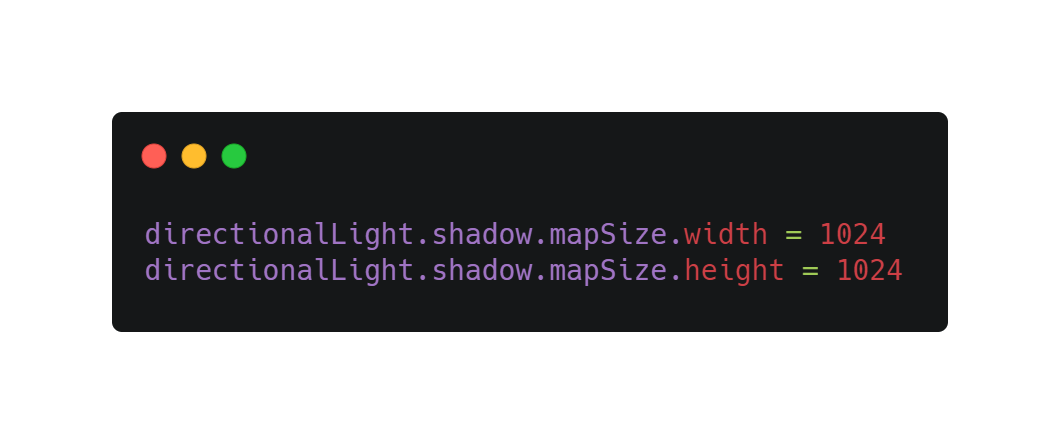 directionalLight.shadow.mapSize.width = 1024
directionalLight.shadow.mapSize.height = 1024